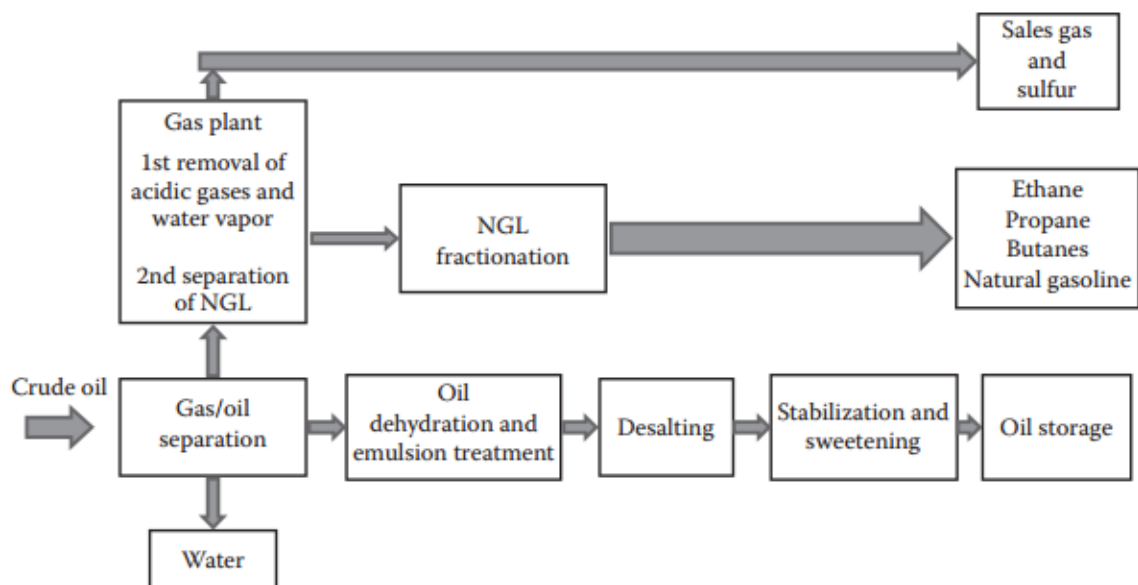 Sales gas
and
sulfur
Gas plant
1st removal of
acidic gases and
water vapor
2nd separation
of NGL
NGL
fractionation
Ethane
Propane
Butanes
Natural gasoline
Crude oil
Gas/oil
separation
Oil
dehydration and
emulsion treatment
Desalting
Stabilization and
sweetening
Oil storage
Water